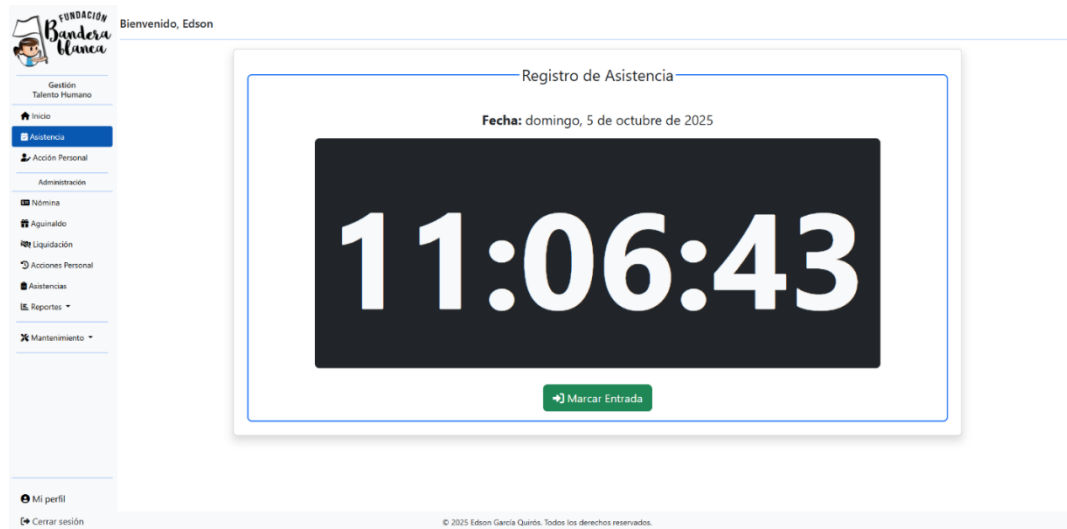 FUNDACIÓN
Bandera
blanca
Bienvenido, Edson
Gestión
Talento Humano
Inicio
Asistencia
Acción Personal
Administración
Nómina
Aguinaldo
Liquidación
Acciones Personal
Asistencias
Reportes
Mantenimiento
Mi perfil
Cerrar sesión
Registro de Asistencia
Fecha: domingo, 5 de octubre de 2025
11:06:43
Marcar Entrada
© 2025 Edson García Quirós. Todos los derechos reservados.